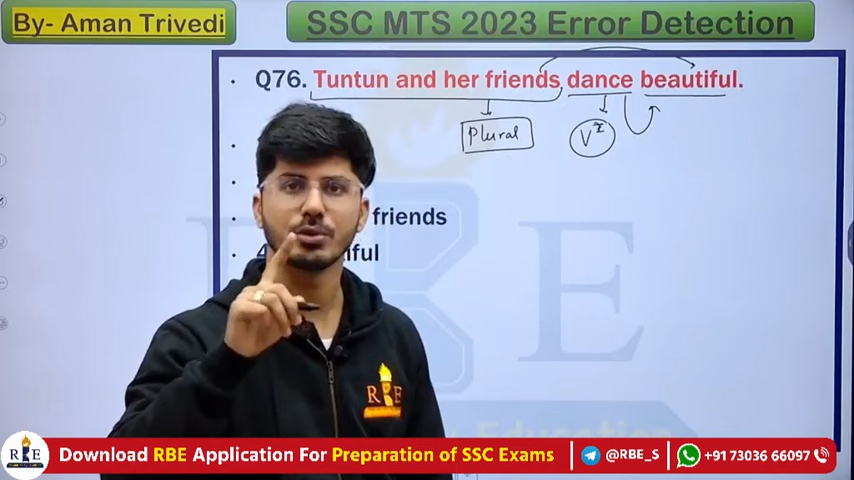 By- Aman Trivedi
SSC MTS 2023 Error Detection
Q76. Tuntun and her friends dance beautiful.
Plural
V
friends
RBE
RBE
Download RBE Application For Preparation of SSC Exams
@RBE_S
+91 73036 66097